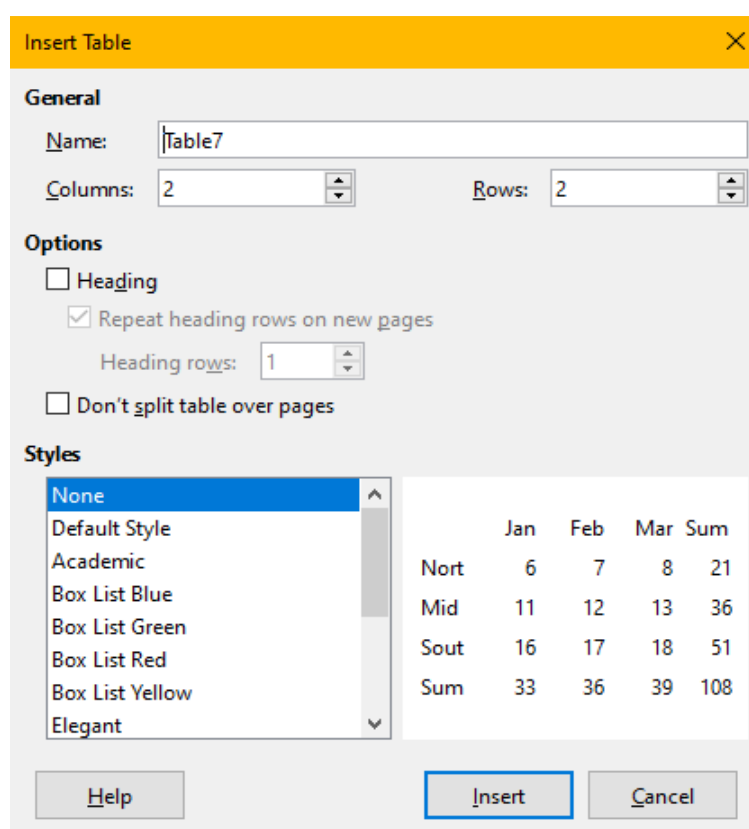 Insert Table
General
Name: Table7
Columns: 2 Rows: 2
Options
Heading
Repeat heading rows on new pages
Heading rows: 1
Don't split table over pages
Styles
None
Default Style
Academic
Box List Blue
Box List Green
Box List Red
Box List Yellow
Elegant
Jan Feb Mar Sum
Nort 6 7 8 21
Mid 11 12 13 36
Sout 16 17 18 51
Sum 33 36 39 108
Help Insert Cancel